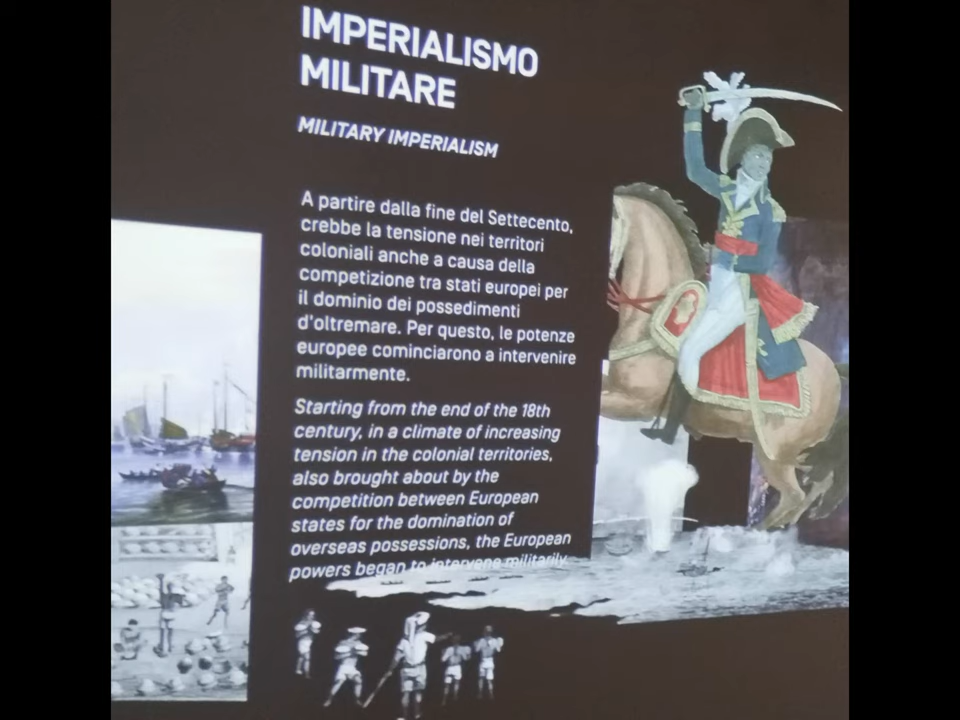 IMPERIALISMO
MILITARE
MILITARY IMPERIALISM
A partire dalla fine del Settecento,
crebbe la tensione nei territori
coloniali anche a causa della
competizione tra stati europei per
il dominio dei possedimenti
d'oltremare. Per questo, le potenze
europee cominciarono a intervenire
militarmente.
Starting from the end of the 18th
century, in a climate of increasing
tension in the colonial territories,
also brought about by the
competition between European
states for the domination of
overseas possessions, the European
powers began to intervene militarily.